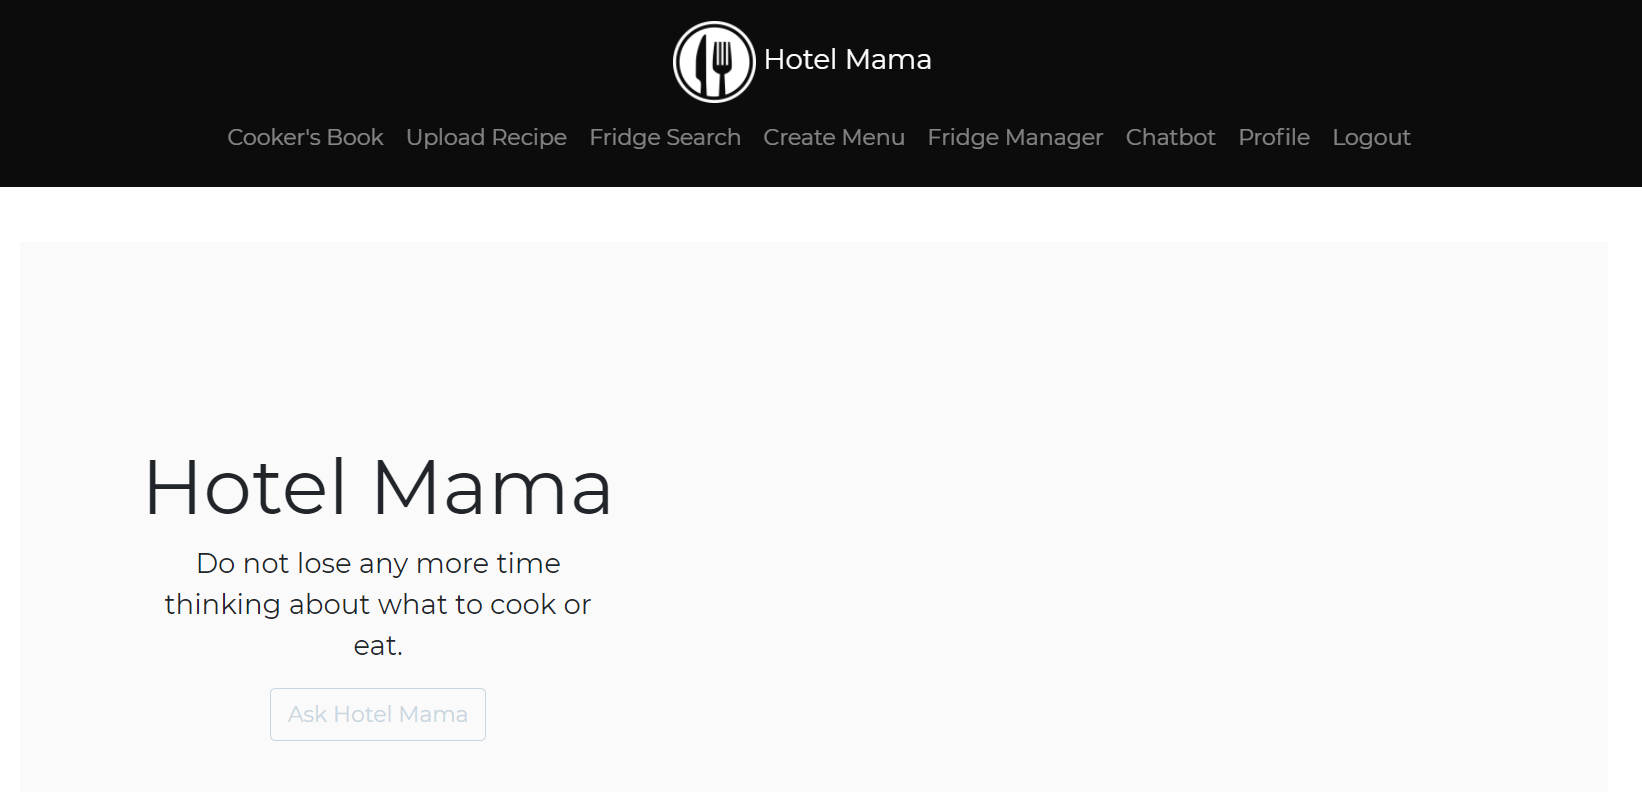 Hotel Mama
Cooker's Book Upload Recipe Fridge Search Create Menu Fridge Manager Chatbot Profile Logout
Hotel Mama
Do not lose any more time
thinking about what to cook or
eat.
Ask Hotel Mama